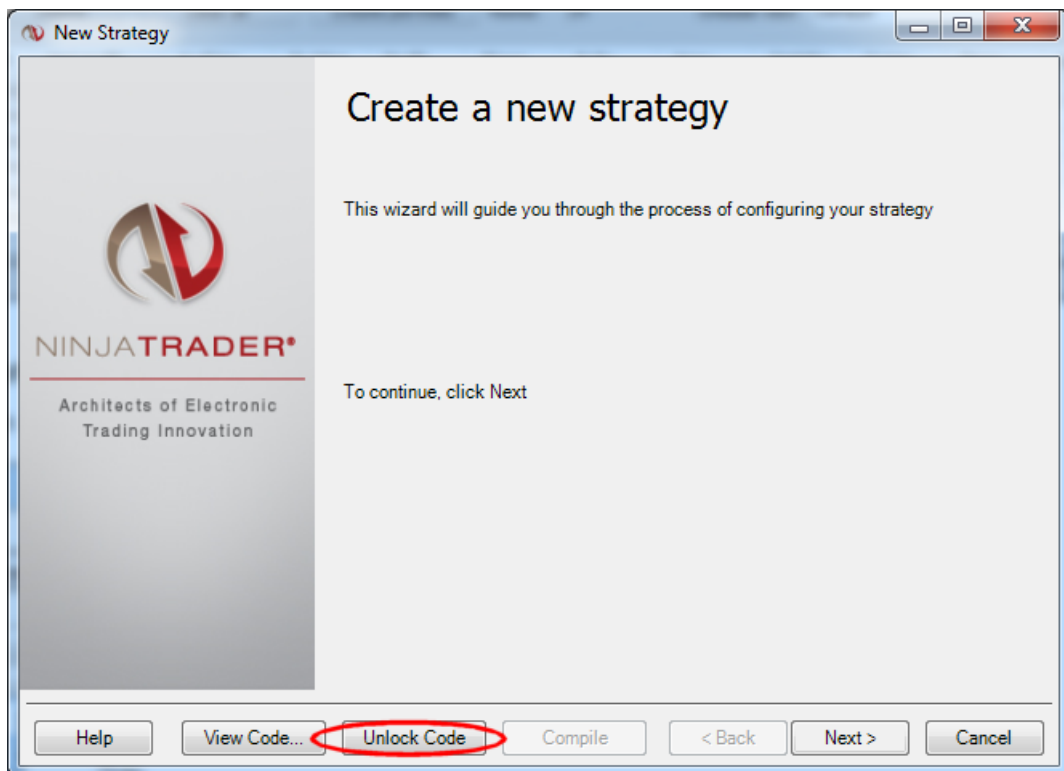 New Strategy
Create a new strategy
This wizard will guide you through the process of configuring your strategy
NINJATRADER®
Architects of Electronic
Trading Innovation
To continue, click Next
Help
View Code...
Unlock Code
Compile
< Back
Next >
Cancel